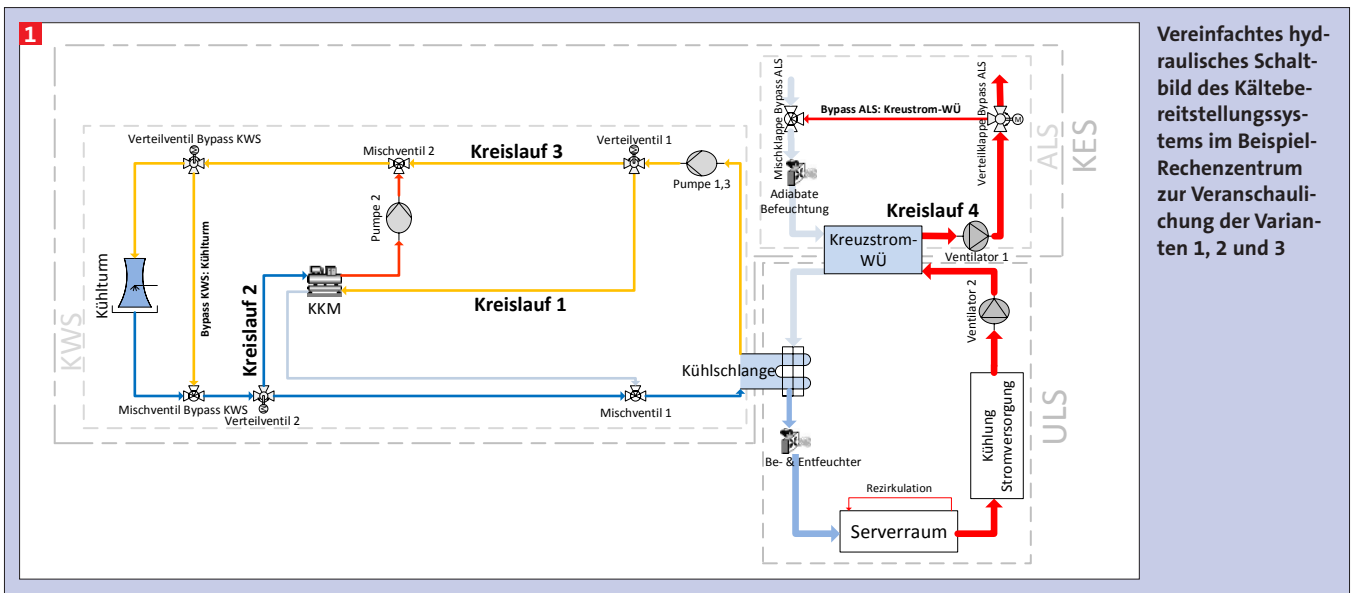 1
Vereinfachtes hyd-
raulisches Schalt-
bild des Kältebe-
reitstellungssys-
tems im Beispiel-
Rechenzentrum
zur Veranschauli-
chung der Varian-
ten 1, 2 und 3
Verteilventil Bypass KWS
Mischventil 2
Kreislauf 3
Verteilventil 1
Pumpe 1,3
Pumpe 2
Kühlturm
Bypass KWS: Kühlturm
Kreislauf 2
KKM
Kreislauf 1
KWS
Mischventil Bypass KWS
Verteilventil 2
M
M
M
Mischventil 1
Kühlschlange
Mischklappe Bypass ALS
Bypass ALS: Kreustrom-WÜ
Verteilklappe Bypass ALS
M
ALS
KES
Adiabate
Befeuchtung
Kreislauf 4
Kreuzstrom-
WÜ
Ventilator 1
Ventilator 2
ULS
Kühlung
Stromversorgung
Be- & Entfeuchter
Rezirkulation
Serverraum